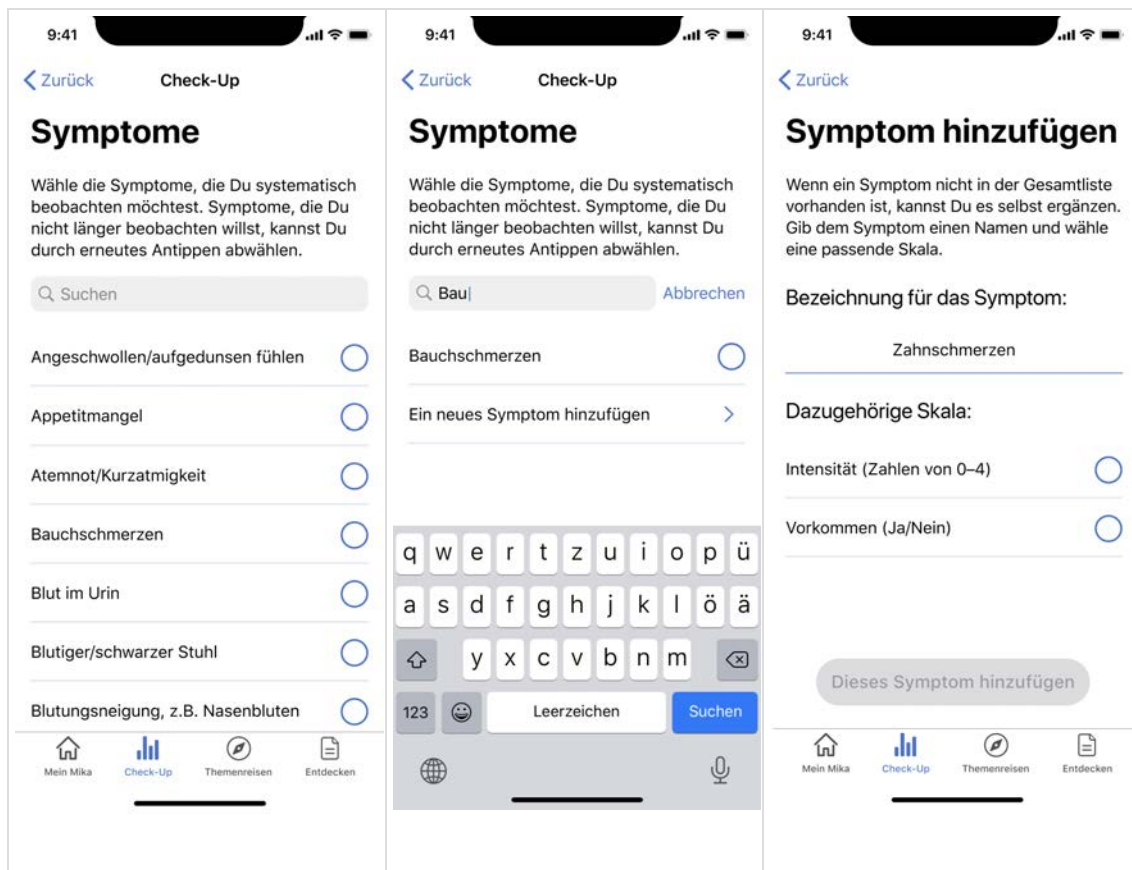 9:41
Zurück
Check-Up
Symptome
Wähle die Symptome, die Du systematisch
beobachten möchtest. Symptome, die Du
nicht länger beobachten willst, kannst Du
durch erneutes Antippen abwählen.
Suchen
Angeschwollen/aufgedunsen fühlen
Appetitmangel
Atemnot/Kurzatmigkeit
Bauchschmerzen
Blut im Urin
Blutiger/schwarzer Stuhl
Blutungsneigung, z.B. Nasenbluten
Mein Mika
Check-Up
Themenreisen
Entdecken
9:41
Zurück
Check-Up
Symptome
Wähle die Symptome, die Du systematisch
beobachten möchtest. Symptome, die Du
nicht länger beobachten willst, kannst Du
durch erneutes Antippen abwählen.
Bau
Abbrechen
Bauchschmerzen
Ein neues Symptom hinzufügen
q w e r t z u i o p ü
a s d f g h j k l ö ä
y x c v b n m
123
Leerzeichen
Suchen
9:41
Zurück
Symptom hinzufügen
Wenn ein Symptom nicht in der Gesamtliste
vorhanden ist, kannst Du es selbst ergänzen.
Gib dem Symptom einen Namen und wähle
eine passende Skala.
Bezeichnung für das Symptom:
Zahnschmerzen
Dazugehörige Skala:
Intensität (Zahlen von 0–4)
Vorkommen (Ja/Nein)
Dieses Symptom hinzufügen
Mein Mika
Check-Up
Themenreisen
Entdecken